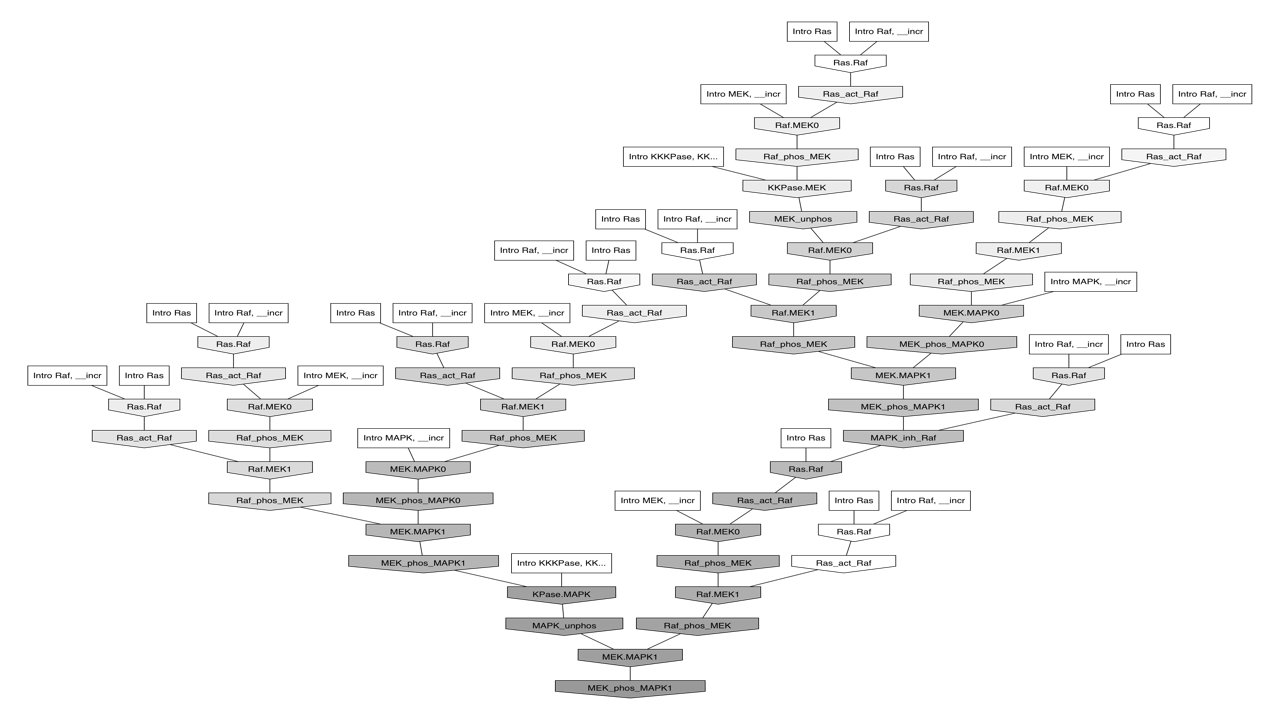 Intro Ras
Intro Raf, __incr
Ras.Raf
Intro MEK, __incr
Ras_act_Raf
Intro Ras
Intro Raf, __incr
Raf.MEK0
Ras.Raf
Intro KKKPase, KK...
Raf_phos_MEK
Intro Ras
Intro Raf, __incr
Intro MEK, __incr
Ras_act_Raf
KKPase.MEK
Ras.Raf
Raf.MEK0
Intro Ras
Intro Raf, __incr
MEK_unphos
Ras_act_Raf
Raf_phos_MEK
Intro Raf, __incr
Intro Ras
Ras.Raf
Raf.MEK0
Raf.MEK1
Ras.Raf
Ras_act_Raf
Raf_phos_MEK
Raf_phos_MEK
Intro MAPK, __incr
Intro Ras
Intro Raf, __incr
Intro Ras
Intro Raf, __incr
Intro MEK, __incr
Ras_act_Raf
Raf.MEK1
MEK.MAPK0
Ras.Raf
Ras.Raf
Raf.MEK0
Raf_phos_MEK
MEK_phos_MAPK0
Intro Raf, __incr
Intro Ras
Intro Raf, __incr
Intro Ras
Ras_act_Raf
Intro MEK, __incr
Ras_act_Raf
Raf_phos_MEK
MEK.MAPK1
Ras.Raf
Ras.Raf
Raf.MEK0
Raf.MEK1
MEK_phos_MAPK1
Ras_act_Raf
Ras_act_Raf
Raf_phos_MEK
Intro MAPK, __incr
Raf_phos_MEK
Intro Ras
MAPK_inh_Raf
Raf.MEK1
MEK.MAPK0
Ras.Raf
Raf_phos_MEK
MEK_phos_MAPK0
Intro MEK, __incr
Ras_act_Raf
Intro Ras
Intro Raf, __incr
MEK.MAPK1
Raf.MEK0
Ras.Raf
MEK_phos_MAPK1
Intro KKKPase, KK...
Raf_phos_MEK
Ras_act_Raf
KPase.MAPK
Raf.MEK1
MAPK_unphos
Raf_phos_MEK
MEK.MAPK1
MEK_phos_MAPK1